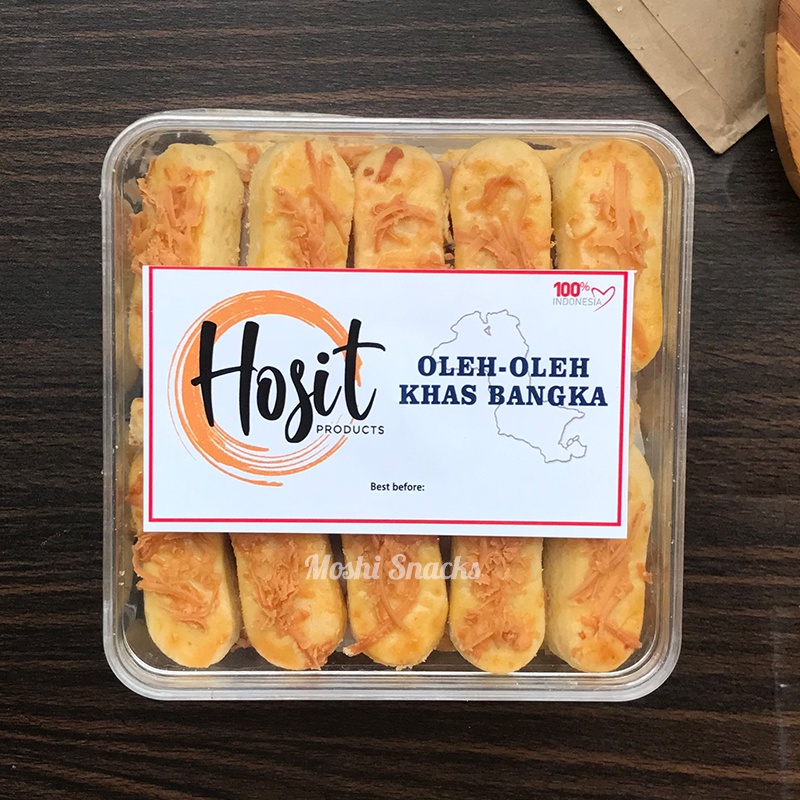 100%
INDONESIA
Hosit
PRODUCTS
OLEH-OLEH
KHAS BANGKA
Best before:
Moshi Snacks